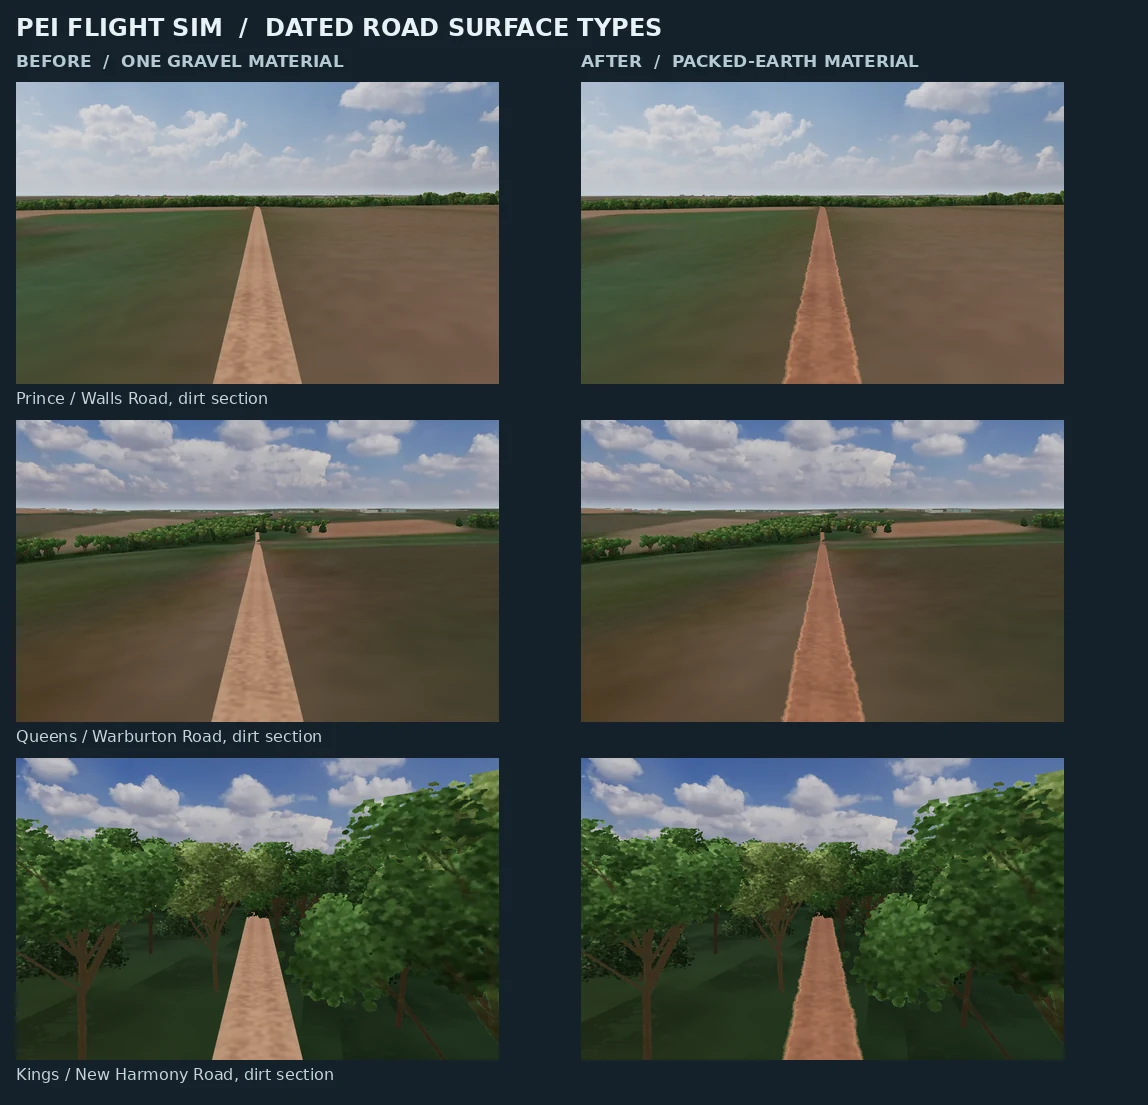 PEI FLIGHT SIM / DATED ROAD SURFACE TYPES
BEFORE / ONE GRAVEL MATERIAL
AFTER / PACKED-EARTH MATERIAL
Prince / Walls Road, dirt section
Queens / Warburton Road, dirt section
Kings / New Harmony Road, dirt section